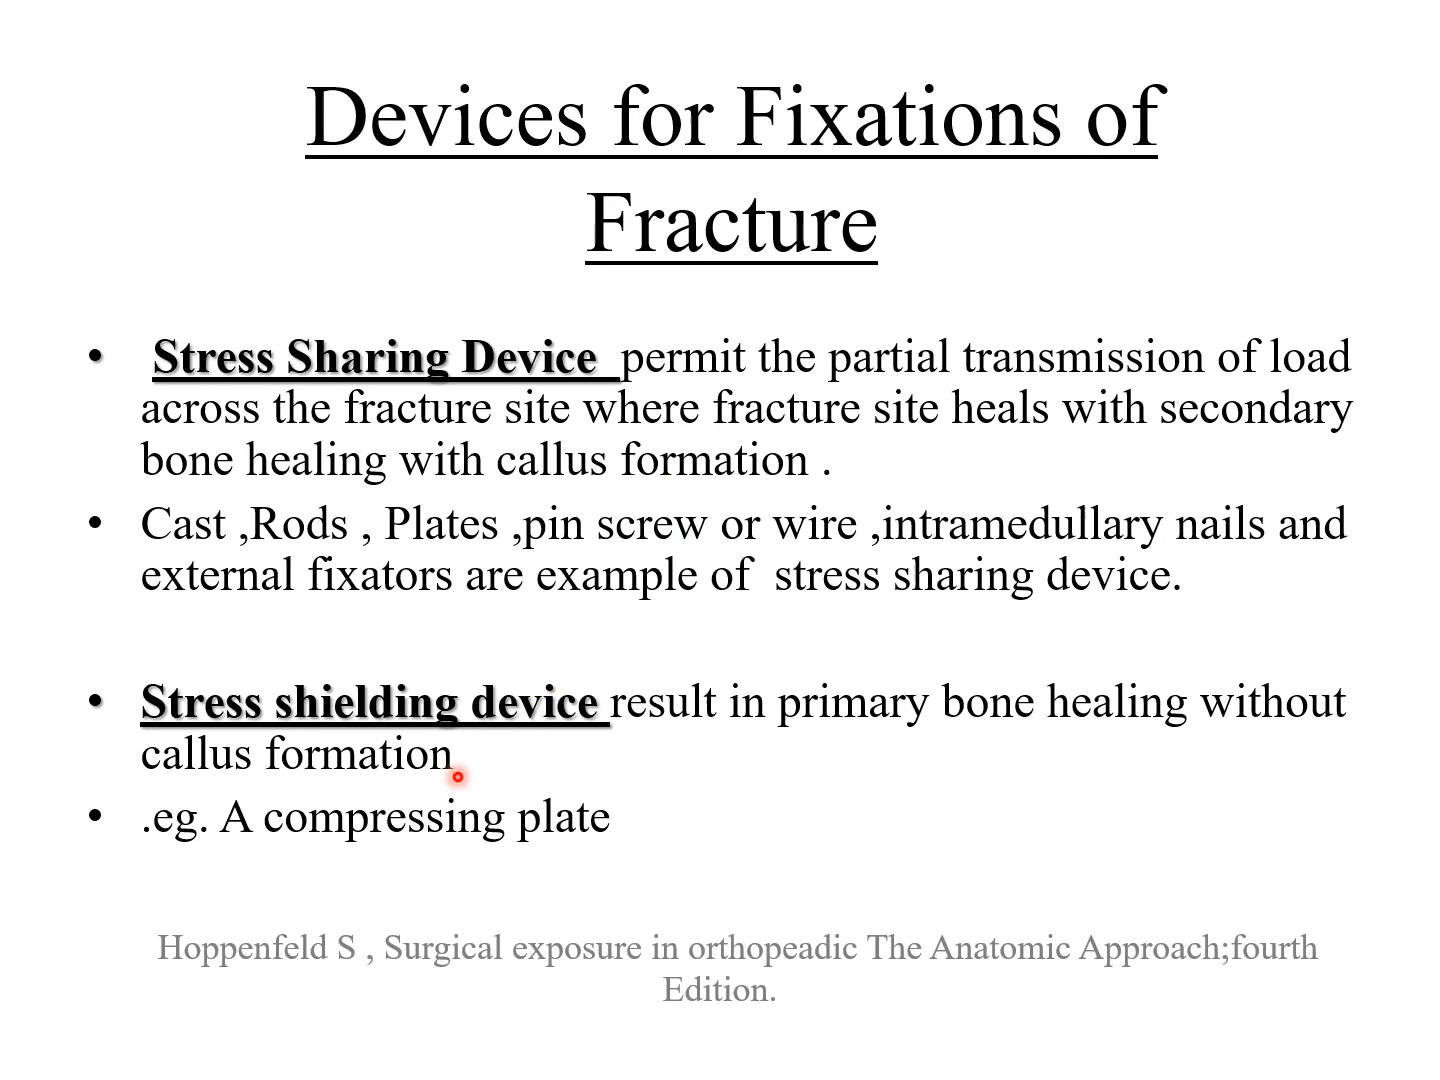 Devices for Fixations of
Fracture
• Stress Sharing Device permit the partial transmission of load
across the fracture site where fracture site heals with secondary
bone healing with callus formation .
• Cast ,Rods , Plates ,pin screw or wire ,intramedullary nails and
external fixators are example of  stress sharing device.
• Stress shielding device result in primary bone healing without
callus formation
• .eg. A compressing plate
Hoppenfeld S , Surgical exposure in orthopeadic The Anatomic Approach;fourth
Edition.